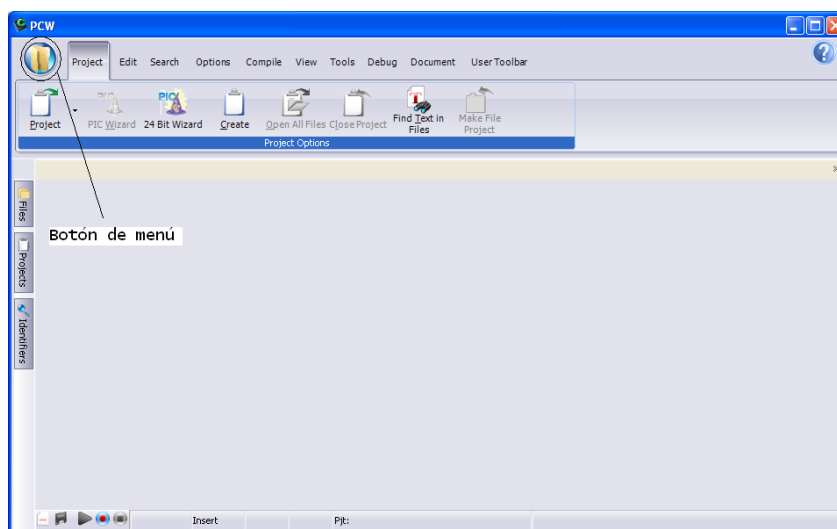 PCW
Project Edit Search Options Compile View Tools Debug Document User Toolbar
Project PIC Wizard 24 Bit Wizard Create Open All Files Close Project Find Text in Files Make File Project
Project Options
Files
Botón de menú
Projects
Identifiers
Insert Pjt: